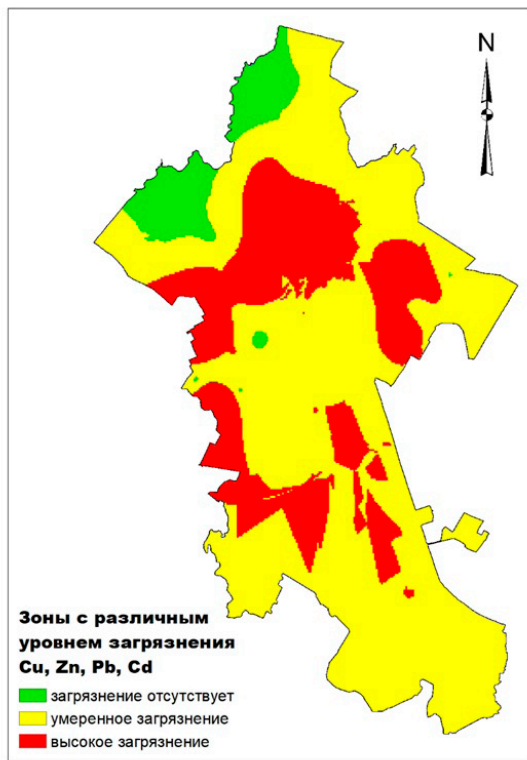 N
Зоны с различным
уровнем загрязнения
Cu, Zn, Pb, Cd
загрязнение отсутствует
умеренное загрязнение
высокое загрязнение